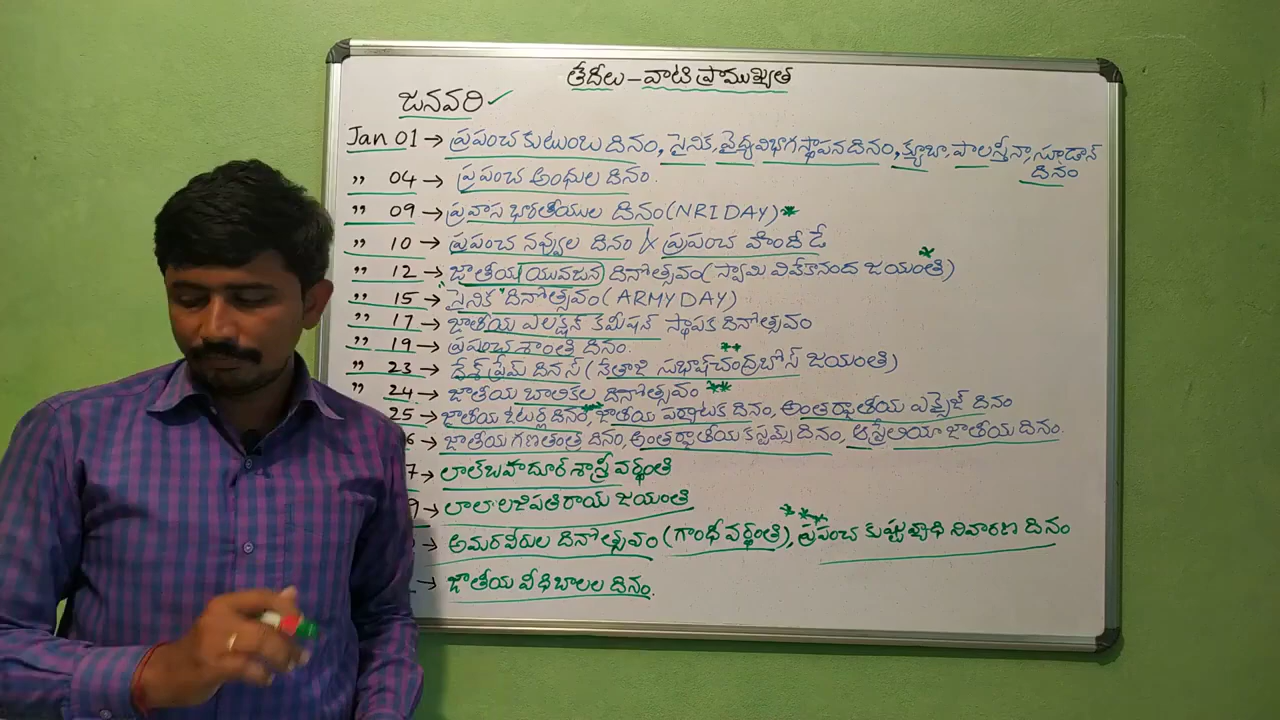 తేదీలు - వాటి ప్రాముఖ్యత
జనవరి ✓
Jan 01 → ప్రపంచ కుటుంబ దినం, సైనిక, వైద్య విభాగ స్థాపన దినం, క్యూబా, పాలస్తీనా, సూడాన్ దినం
” 04 → ప్రపంచ అంధుల దినం.
” 09 → ప్రవాస భారతీయుల దినం (NRI DAY) *
” 10 → ప్రపంచ నవ్వుల దినం / ప్రపంచ హిందీ డే
” 12 → జాతీయ యువజన దినోత్సవం (స్వామి వివేకానంద జయంతి) *
” 15 → సైనిక దినోత్సవం (ARMY DAY)
” 17 → జాతీయ ఎలక్షన్ కమీషన్ స్థాపక దినోత్సవం
” 19 → ప్రపంచ శాంతి దినం.
” 23 → దేశ్ ప్రేమ్ దివస్ (నేతాజి సుభాష్ చంద్రబోస్ జయంతి) **
” 24 → జాతీయ బాలికల దినోత్సవం **
25 → జాతీయ ఓటర్ల దినం, జాతీయ పర్యాటక దినం, అంతర్జాతీయ ఎక్సైజ్ దినం
6 → జాతీయ గణతంత్ర దినం, అంతర్జాతీయ కస్టమ్స్ దినం, ఆస్ట్రేలియా జాతీయ దినం.
7 → లాల్ బహదూర్ శాస్త్రీ వర్థంతి
9 → లాలాలజపతిరాయ్ జయంతి
→ అమరవీరుల దినోత్సవం (గాంధీ వర్థంతి), ప్రపంచ కుష్ఠువ్యాధి నివారణ దినం ***
→ జాతీయ వీధి బాలల దినం.